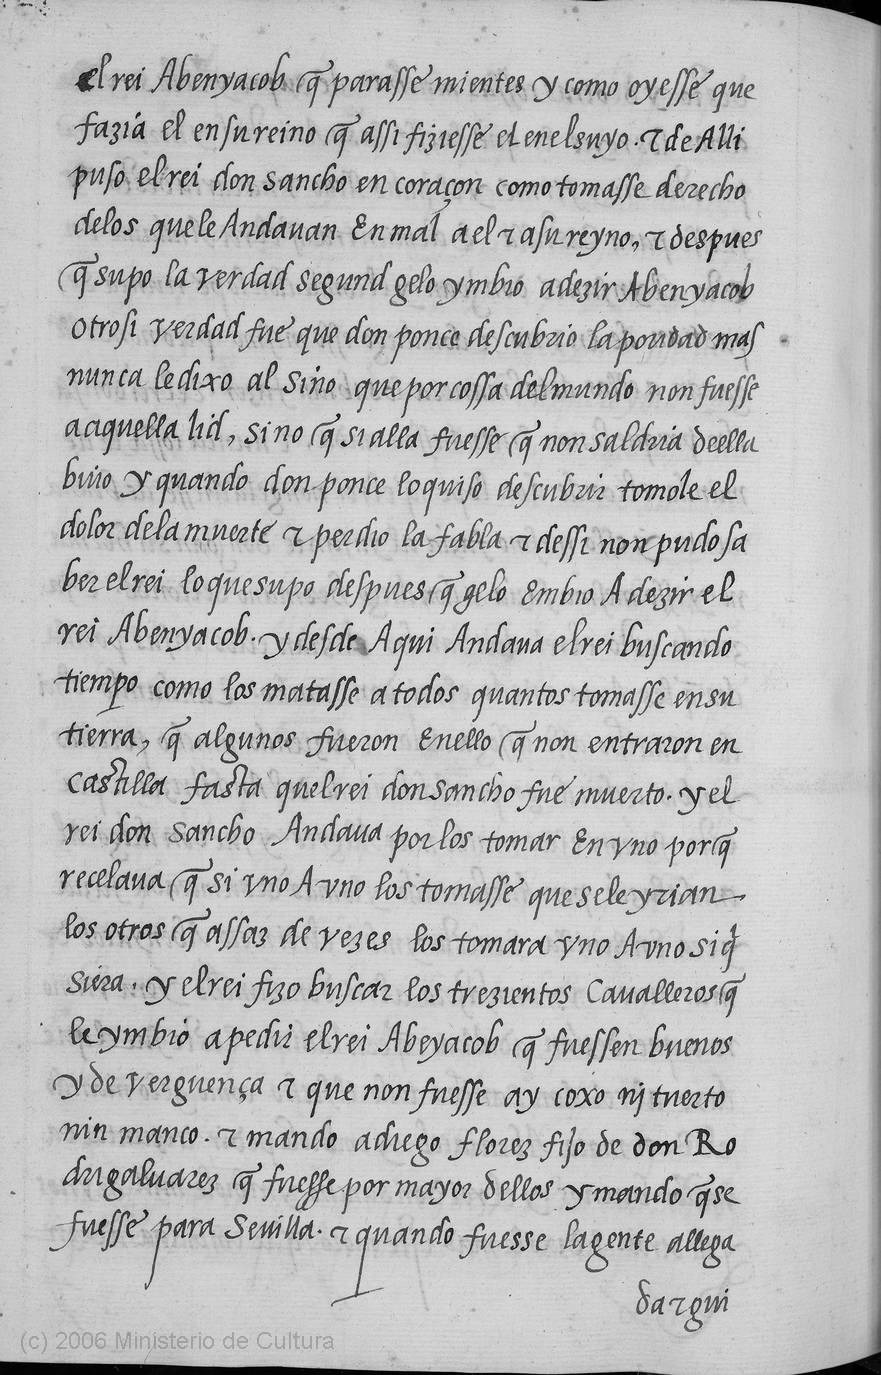 el rei Abenyacob q̃ parasse mientes y como oyesse que
fazia el en su reino q̃ assi fiziesse el enel suyo. ⁊ de Alli
puso el rei don sancho en coraçon como tomasse derecho
delos que le Andauan En mal a el ⁊ a su reyno, ⁊ despues
q̃ supo la verdad segund gelo ymbio a dezir Abenyacob
otrosi verdad fue que don ponce descubrio la poridad mas
nunca le dixo al sino que por cossa del mundo non fuesse
a aquella lid, sino q̃ si alla fuesse q̃ non saldria deella
biuo y quando don ponce lo quiso descubrir tomole el
dolor dela muerte ⁊ perdio la fabla ⁊ dessi non pudo sa
ber el rei lo que supo despues q̃ gelo Embio A dezir el
rei Abenyacob. y desde Aqui Andaua el rei buscando
tiempo como los matasse a todos quantos tomasse en su
tierra, q̃ algunos fueron Enello q̃ non entraron en
castilla fasta quel rei don sancho fue muerto. y el
rei don sancho Andaua por los tomar En vno porq̃
recelaua q̃ si vno A vno los tomasse que sele yrian
los otros q̃ assaz de vezes los tomara vno A vno si q̃
siera. y el rei fizo buscar los trezientos Caualleros q̃
le ymbio a pedir el rei Abeyacob q̃ fuessen buenos
y de verguença ⁊ que non fuesse ay coxo nj tuerto
nin manco. ⁊ mando a diego florez fijo de don Ro
drigaluarez q̃ fuesse por mayor dellos y mando q̃ se
fuesse para Seuilla. ⁊ quando fuesse la gente allega
da ⁊ gui
(c) 2006 Ministerio de Cultura